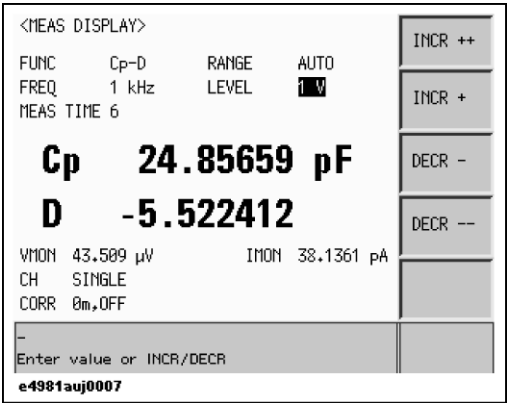 <MEAS DISPLAY>
FUNC Cp-D RANGE AUTO
FREQ 1 kHz LEVEL 1 V
MEAS TIME 6
Cp 24.85659 pF
D -5.522412
VMON 43.509 µV IMON 38.1361 pA
CH SINGLE
CORR 0m,OFF
INCR ++
INCR +
DECR -
DECR --
_
Enter value or INCR/DECR
e4981auj0007